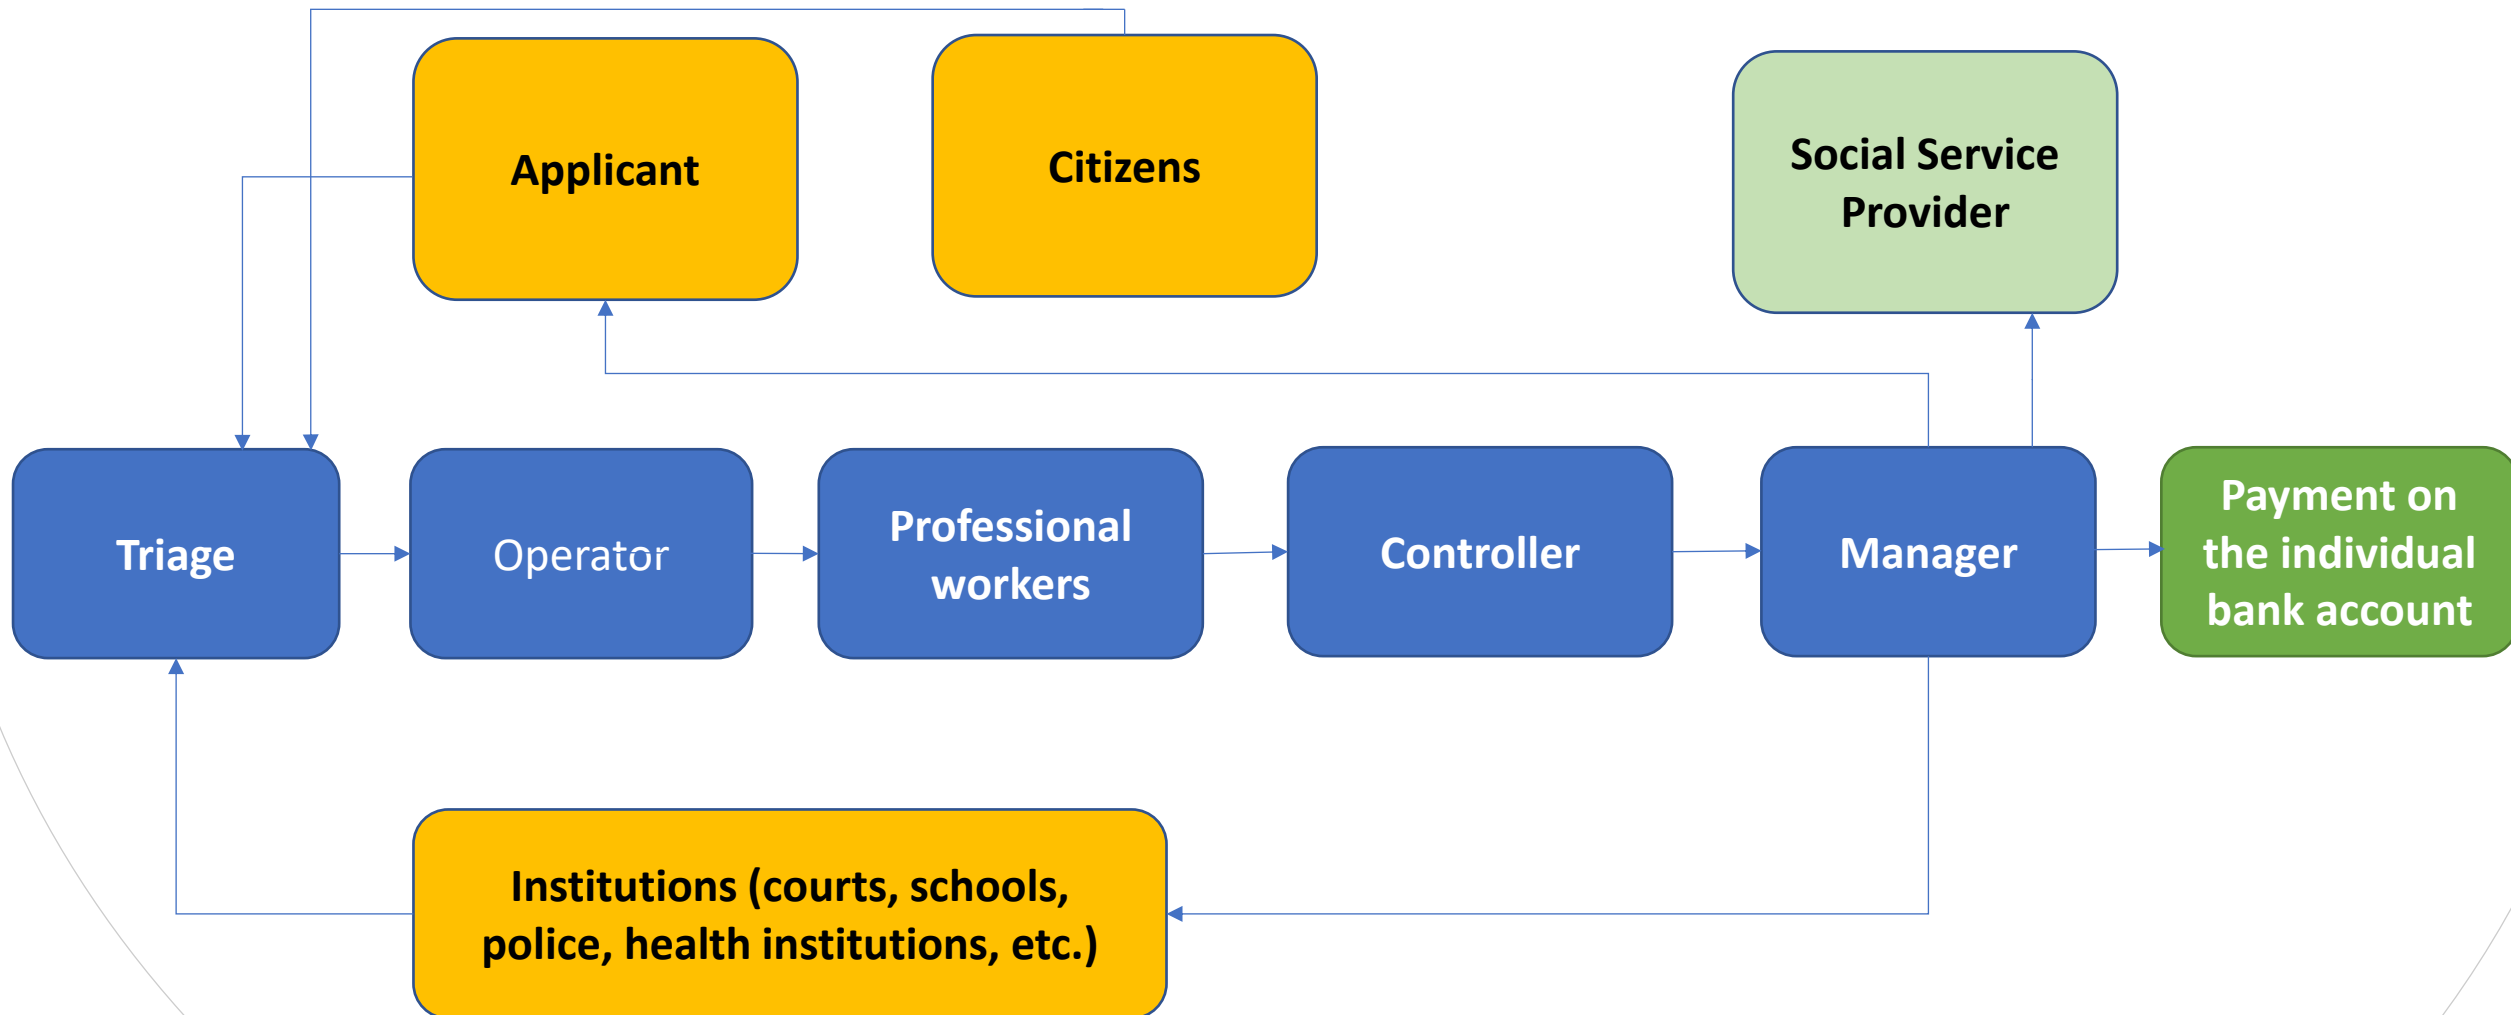 Applicant
Citizens
Social Service
Provider
Triage
Operator
Professional
workers
Controller
Manager
Payment on
the individual
bank account
Institutions (courts, schools,
police, health institutions, etc.)